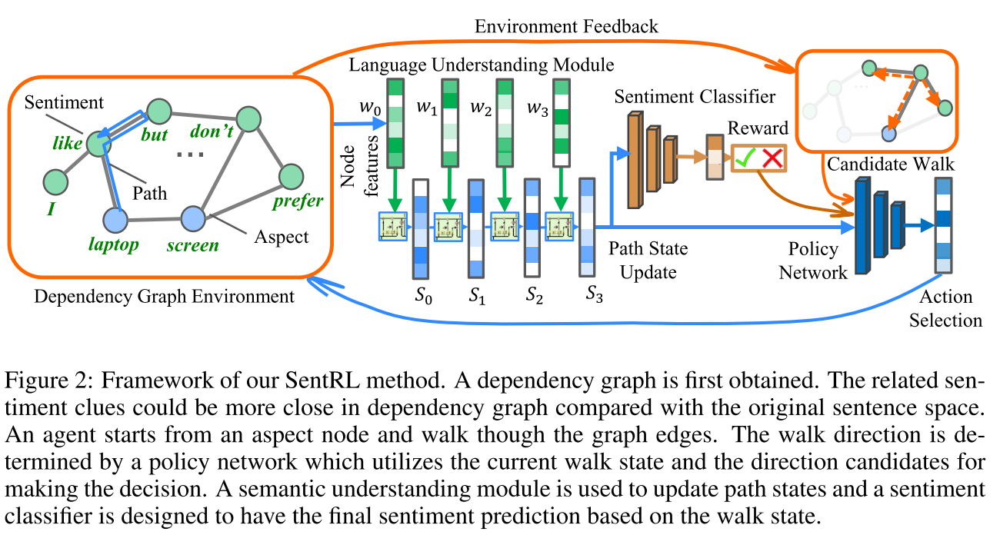 Environment Feedback
Language Understanding Module
Sentiment
like
but
don't
...
I
Path
prefer
laptop
screen
Aspect
Dependency Graph Environment
Node
features
w0
w1
w2
w3
S0
S1
S2
S3
Sentiment Classifier
Reward
Path State
Update
...
Candidate Walk
Policy
Network
Action
Selection
Figure 2: Framework of our SentRL method. A dependency graph is first obtained. The related sen-
timent clues could be more close in dependency graph compared with the original sentence space.
An agent starts from an aspect node and walk though the graph edges. The walk direction is de-
termined by a policy network which utilizes the current walk state and the direction candidates for
making the decision. A semantic understanding module is used to update path states and a sentiment
classifier is designed to have the final sentiment prediction based on the walk state.